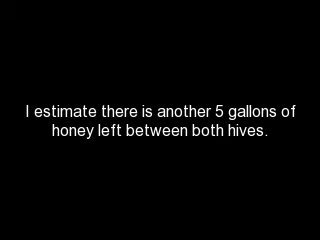 I estimate there is another 5 gallons of
honey left between both hives.